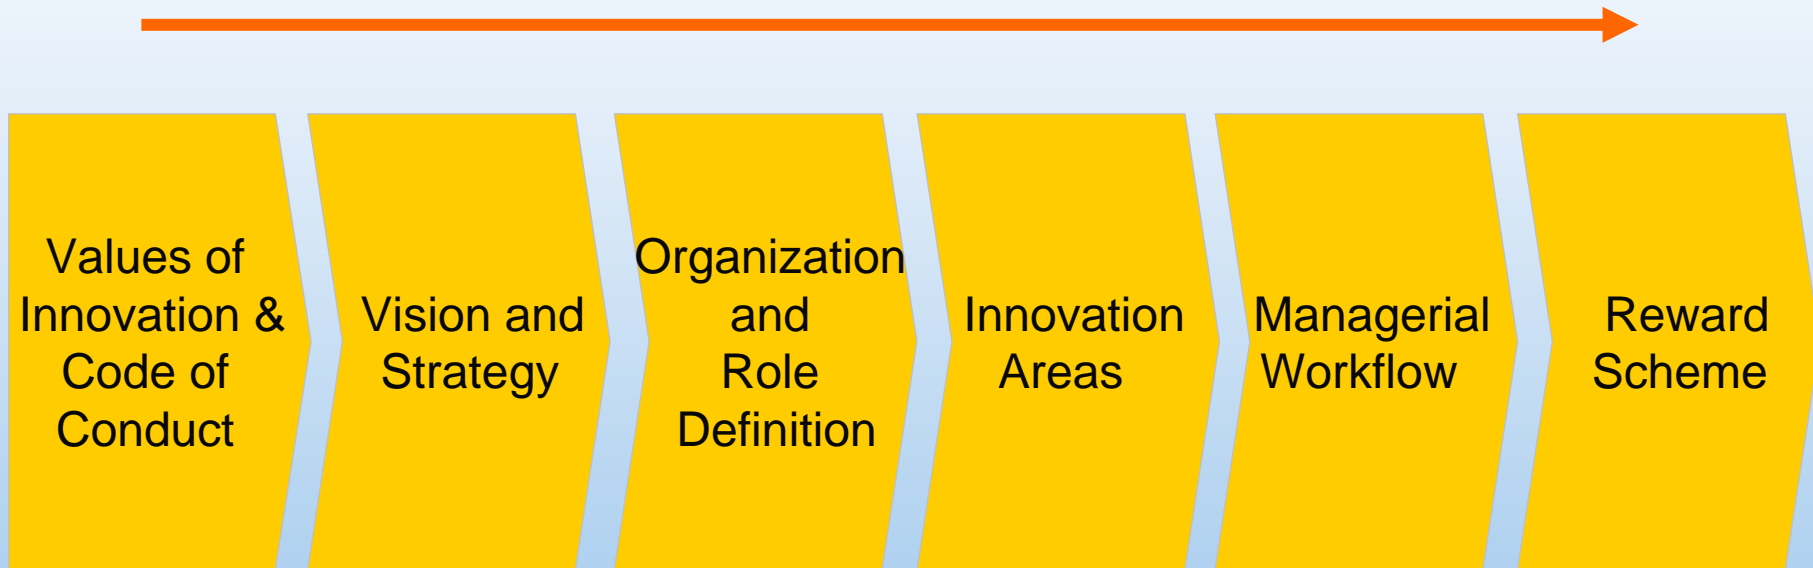 Values of
Innovation &
Code of
Conduct
Vision and
Strategy
Organization
and
Role
Definition
Innovation
Areas
Managerial
Workflow
Reward
Scheme